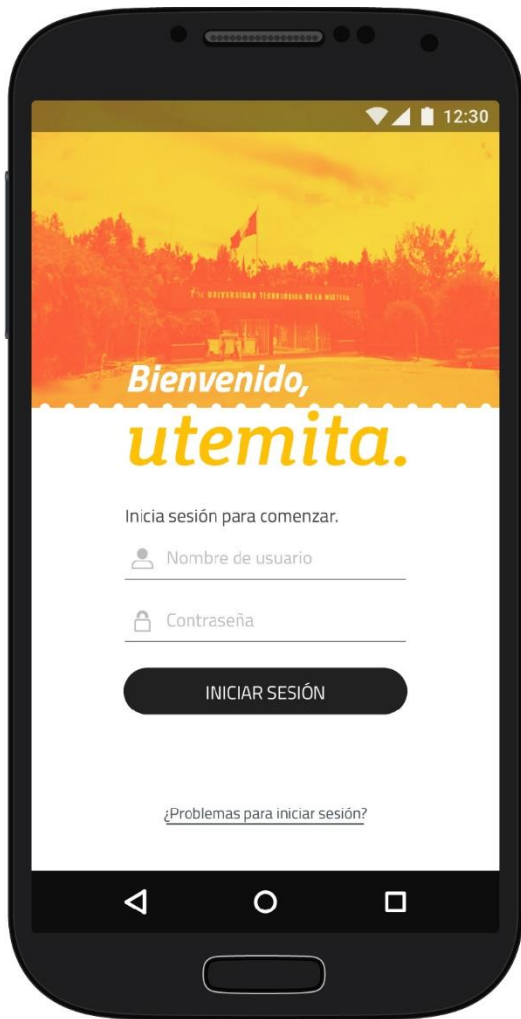 12:30
UNIVERSIDAD TECNOLÓGICA DE LA MIXTECA
Bienvenido,
utemita.
Inicia sesión para comenzar.
Nombre de usuario
Contraseña
INICIAR SESIÓN
¿Problemas para iniciar sesión?